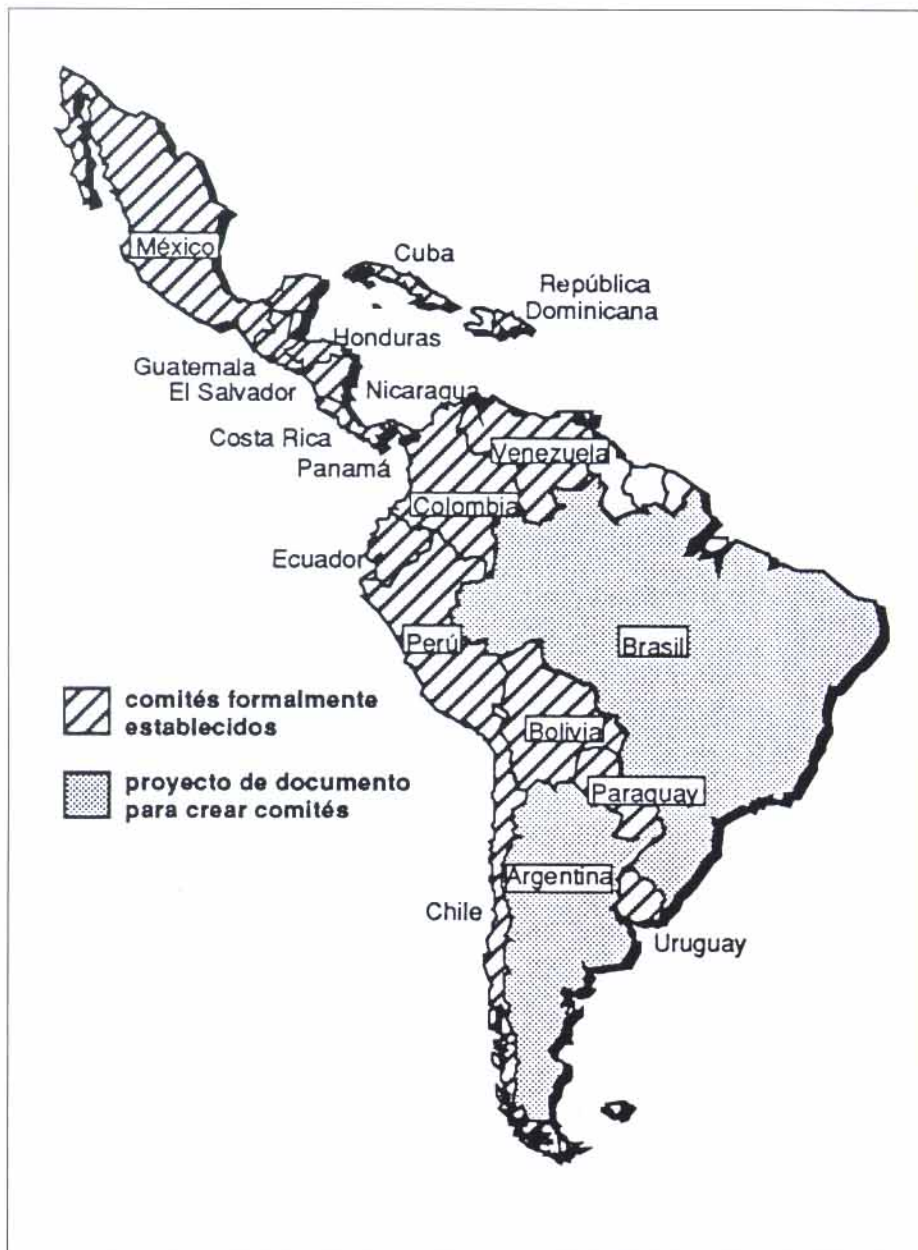 México
Cuba
República
Dominicana
Honduras
Guatemala
El Salvador
Nicaragua
Costa Rica
Panamá
Venezuela
Colombia
Ecuador
Perú
Brasil
comités formalmente
establecidos
Bolivia
proyecto de documento
para crear comités
Paraguay
Argentina
Chile
Uruguay